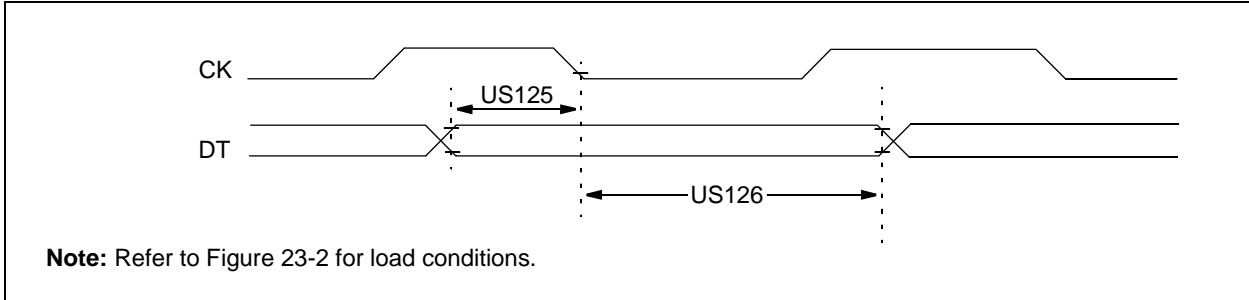 CK
US125
DT
US126
Note: Refer to Figure 23-2 for load conditions.